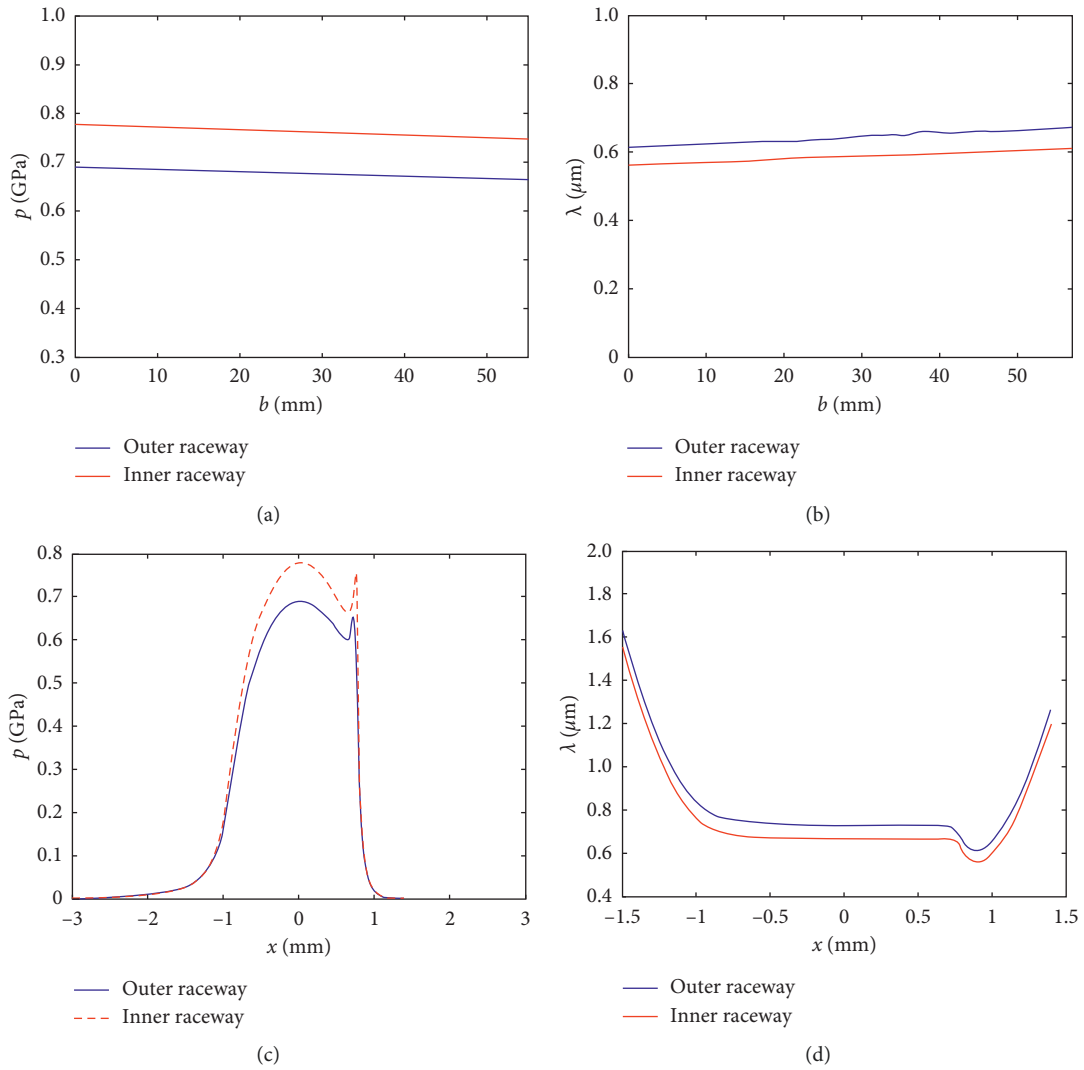 1.0
0.9
0.8
0.7
0.6
0.5
0.4
0.3
p (GPa)
0 10 20 30 40 50
b (mm)
Outer raceway
Inner raceway
(a)
1.0
0.8
0.6
0.4
0.2
0
λ (μm)
0 10 20 30 40 50
b (mm)
Outer raceway
Inner raceway
(b)
0.8
0.7
0.6
0.5
0.4
0.3
0.2
0.1
0
p (GPa)
−3 −2 −1 0 1 2 3
x (mm)
Outer raceway
Inner raceway
(c)
2.0
1.8
1.6
1.4
1.2
1.0
0.8
0.6
0.4
λ (μm)
−1.5 −1 −0.5 0 0.5 1 1.5
x (mm)
Outer raceway
Inner raceway
(d)